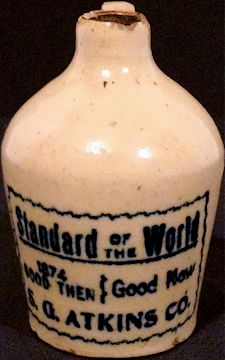 Standard OF THE World
1874
GOOD THEN } Good Now
S. G. ATKINS CO.